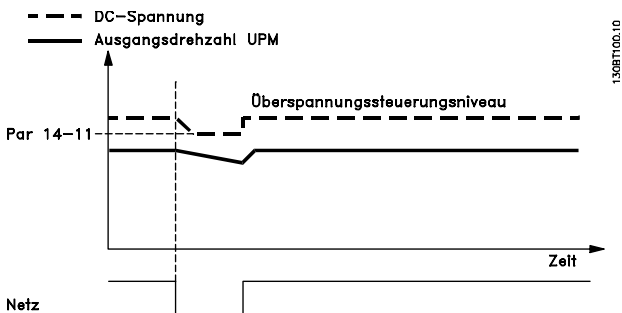 DC-Spannung
Ausgangsdrehzahl UPM
130BT100.10
Überspannungssteuerungsniveau
Par 14-11
Zeit
Netz